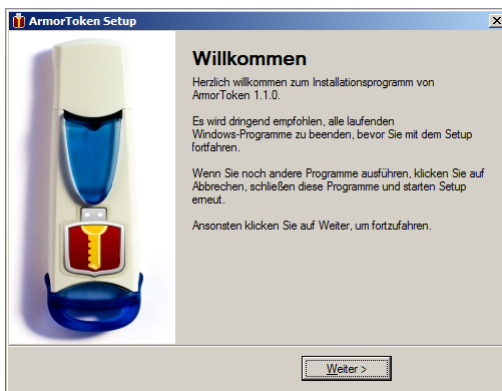 ArmorToken Setup
Willkommen
Herzlich willkommen zum Installationsprogramm von
ArmorToken 1.1.0.
Es wird dringend empfohlen, alle laufenden
Windows-Programme zu beenden, bevor Sie mit dem Setup
fortfahren.
Wenn Sie noch andere Programme ausführen, klicken Sie auf
Abbrechen, schließen diese Programme und starten Setup
erneut.
Ansonsten klicken Sie auf Weiter, um fortzufahren.
Weiter >